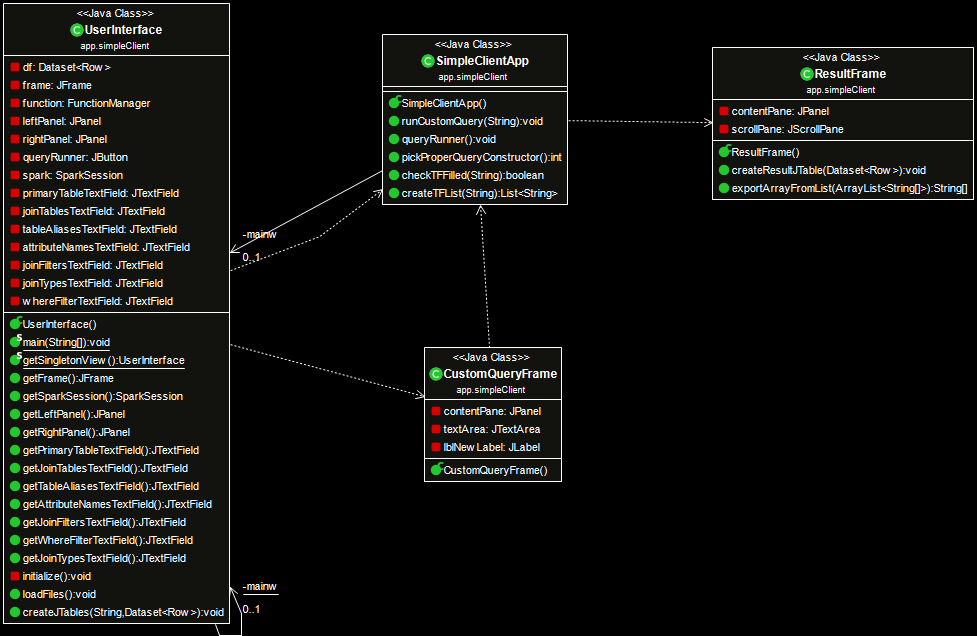 <<Java Class>>
C UserInterface
app.simpleClient
df: Dataset<Row>
frame: JFrame
function: FunctionManager
leftPanel: JPanel
rightPanel: JPanel
queryRunner: JButton
spark: SparkSession
primaryTableTextField: JTextField
joinTablesTextField: JTextField
tableAliasesTextField: JTextField
attributeNamesTextField: JTextField
joinFiltersTextField: JTextField
joinTypesTextField: JTextField
whereFilterTextField: JTextField
UserInterface()
S main(String[]):void
S getSingletonView():UserInterface
getFrame():JFrame
getSparkSession():SparkSession
getLeftPanel():JPanel
getRightPanel():JPanel
getPrimaryTableTextField():JTextField
getJoinTablesTextField():JTextField
getTableAliasesTextField():JTextField
getAttributeNamesTextField():JTextField
getJoinFiltersTextField():JTextField
getWhereFilterTextField():JTextField
getJoinTypesTextField():JTextField
initialize():void
loadFiles():void
createJTables(String,Dataset<Row>):void
-mainw
0..1
-mainw
0..1
<<Java Class>>
C SimpleClientApp
app.simpleClient
SimpleClientApp()
runCustomQuery(String):void
queryRunner():void
pickProperQueryConstructor():int
checkTFFilled(String):boolean
createTFList(String):List<String>
<<Java Class>>
C CustomQueryFrame
app.simpleClient
contentPane: JPanel
textArea: JTextArea
lblNewLabel: JLabel
CustomQueryFrame()
<<Java Class>>
C ResultFrame
app.simpleClient
contentPane: JPanel
scrollPane: JScrollPane
ResultFrame()
createResultJTable(Dataset<Row>):void
exportArrayFromList(ArrayList<String[]>):String[]